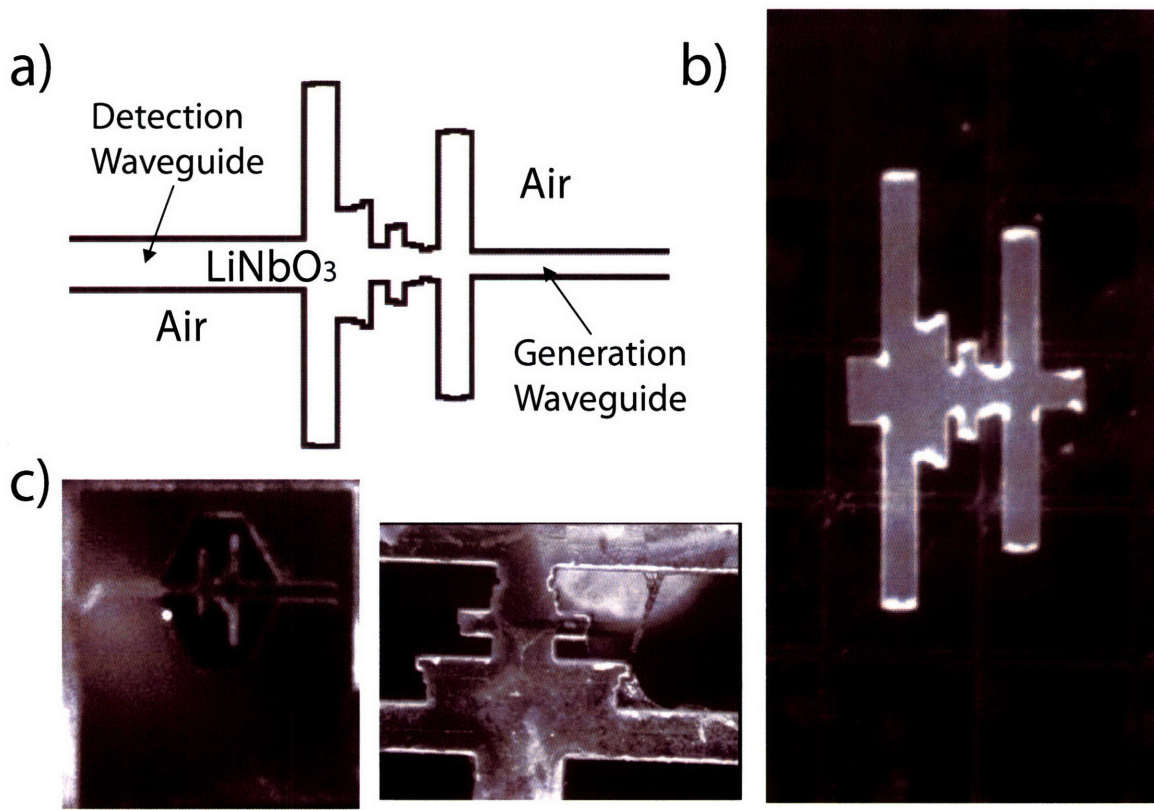 a)
Detection
Waveguide
Air
LiNbO3
Air
Generation
Waveguide
b)
c)